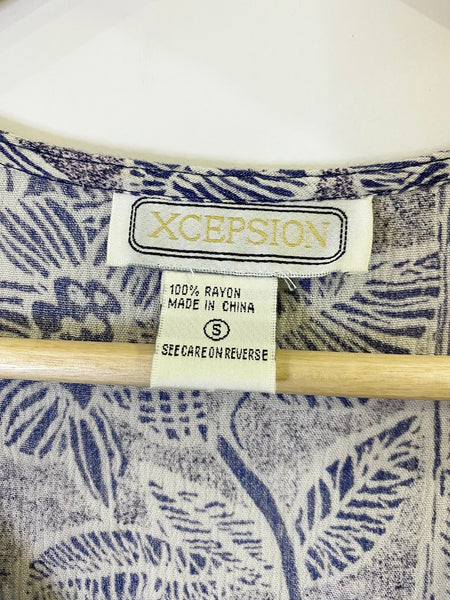 XCEPSION
100% RAYON
MADE IN CHINA
S
SEE CARE ON REVERSE